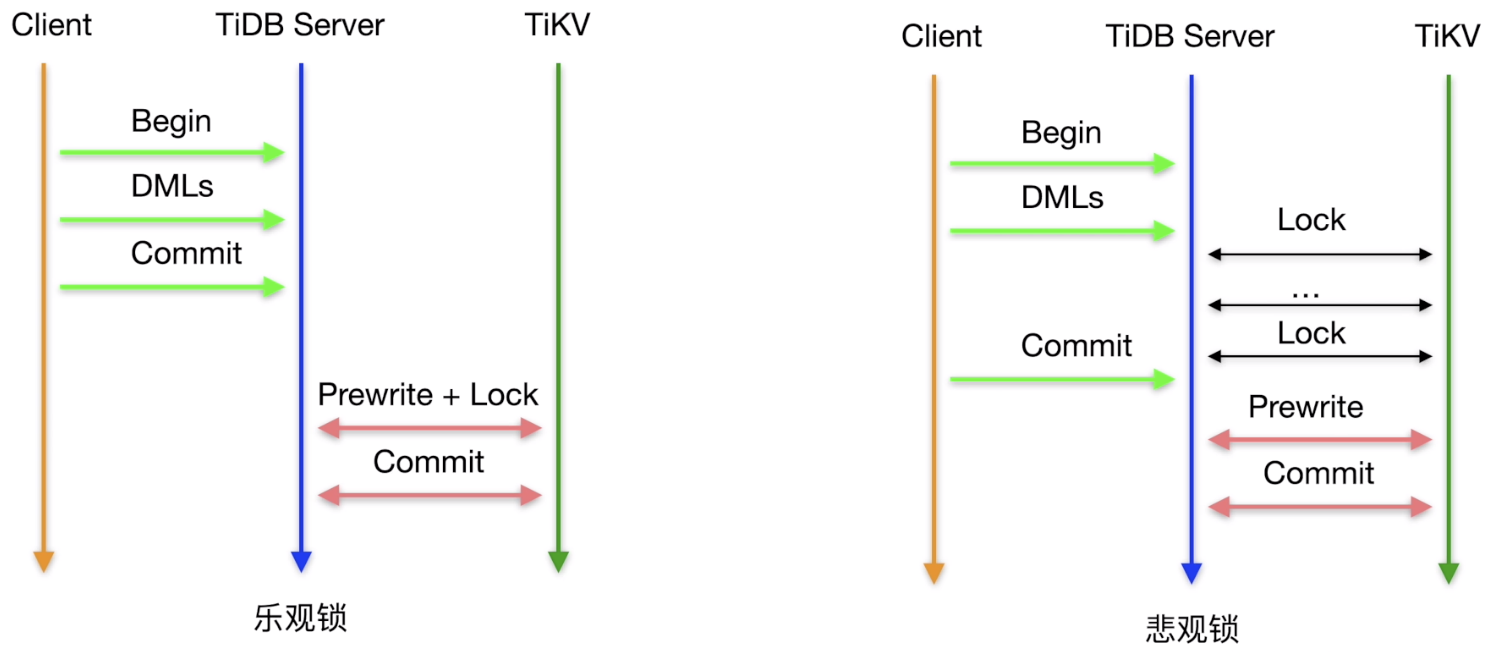 Client
TiDB Server
TiKV
Begin
DMLs
Commit
Prewrite + Lock
Commit
乐观锁
Client
TiDB Server
TiKV
Begin
DMLs
Lock
...
Lock
Commit
Prewrite
Commit
悲观锁